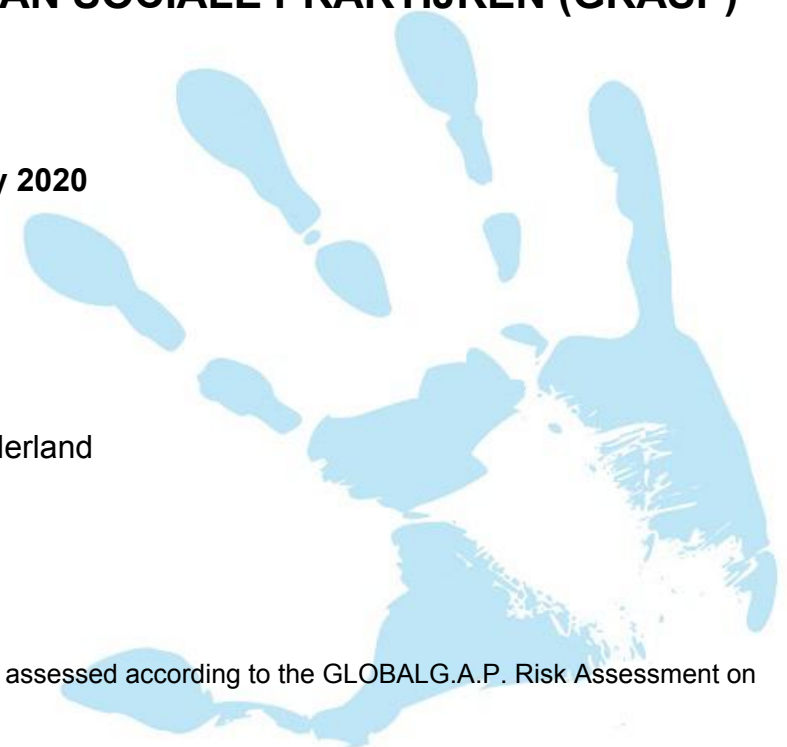 AN SOCIALE PRAKTIJKEN (GRASP)
y 2020
derland
assessed according to the GLOBALG.A.P. Risk Assessment on